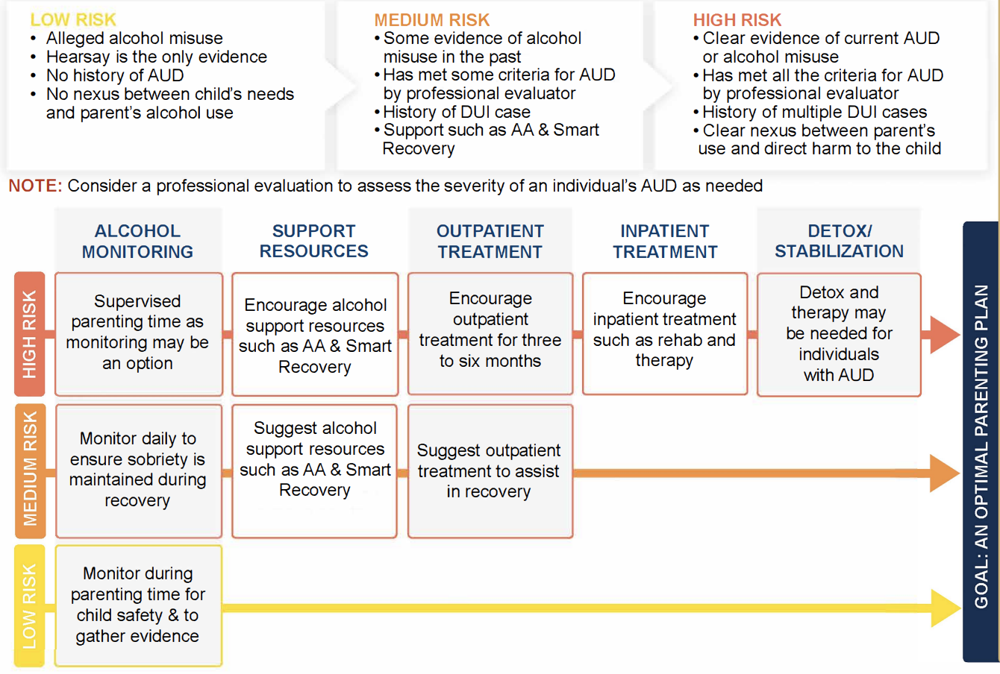 LOW RISK
• Alleged alcohol misuse
• Hearsay is the only evidence
• No history of AUD
• No nexus between child's needs
and parent's alcohol use
MEDIUM RISK
• Some evidence of alcohol
misuse in the past
• Has met some criteria for AUD
by professional evaluator
• History of DUI case
• Support such as AA & Smart
Recovery
HIGH RISK
• Clear evidence of current AUD
or alcohol misuse
• Has met all the criteria for AUD
by professional evaluator
• History of multiple DUI cases
• Clear nexus between parent's
use and direct harm to the child
NOTE: Consider a professional evaluation to assess the severity of an individual's AUD as needed
ALCOHOL
MONITORING
SUPPORT
RESOURCES
OUTPATIENT
TREATMENT
INPATIENT
TREATMENT
DETOX/
STABILIZATION
HIGH RISK
Supervised
parenting time as
monitoring may be
an option
Encourage alcohol
support resources
such as AA & Smart
Recovery
Encourage
outpatient
treatment for three
to six months
Encourage
inpatient treatment
such as rehab and
therapy
Detox and
therapy may
be needed for
individuals
with AUD
MEDIUM RISK
Monitor daily to
ensure sobriety is
maintained during
recovery
Suggest alcohol
support resources
such as AA & Smart
Recovery
Suggest outpatient
treatment to assist
in recovery
LOW RISK
Monitor during
parenting time for
child safety & to
gather evidence
GOAL: AN OPTIMAL PARENTING PLAN